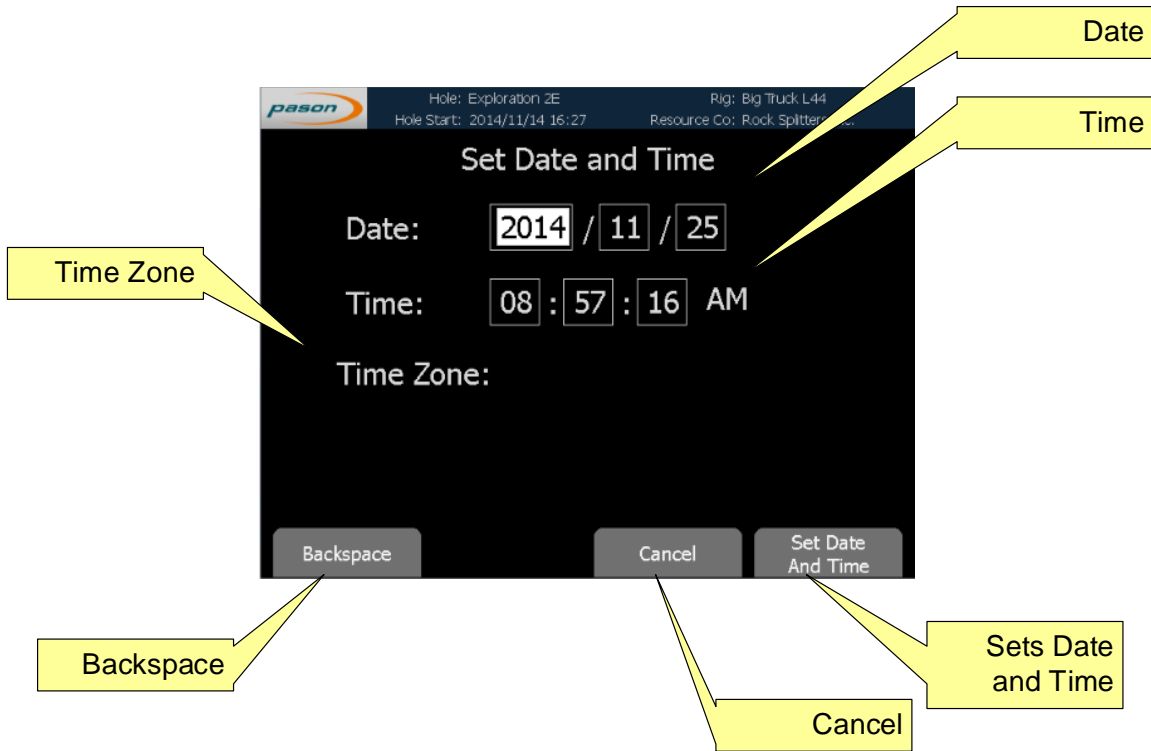 Date
pason
Hole: Exploration 2E
Rig: Big Truck L44
Hole Start: 2014/11/14 16:27
Resource Co: Rock Splitters
Time
Set Date and Time
Date: 2014 / 11 / 25
Time Zone
Time: 08 : 57 : 16 AM
Time Zone:
Backspace
Cancel
Set Date
And Time
Backspace
Sets Date
and Time
Cancel